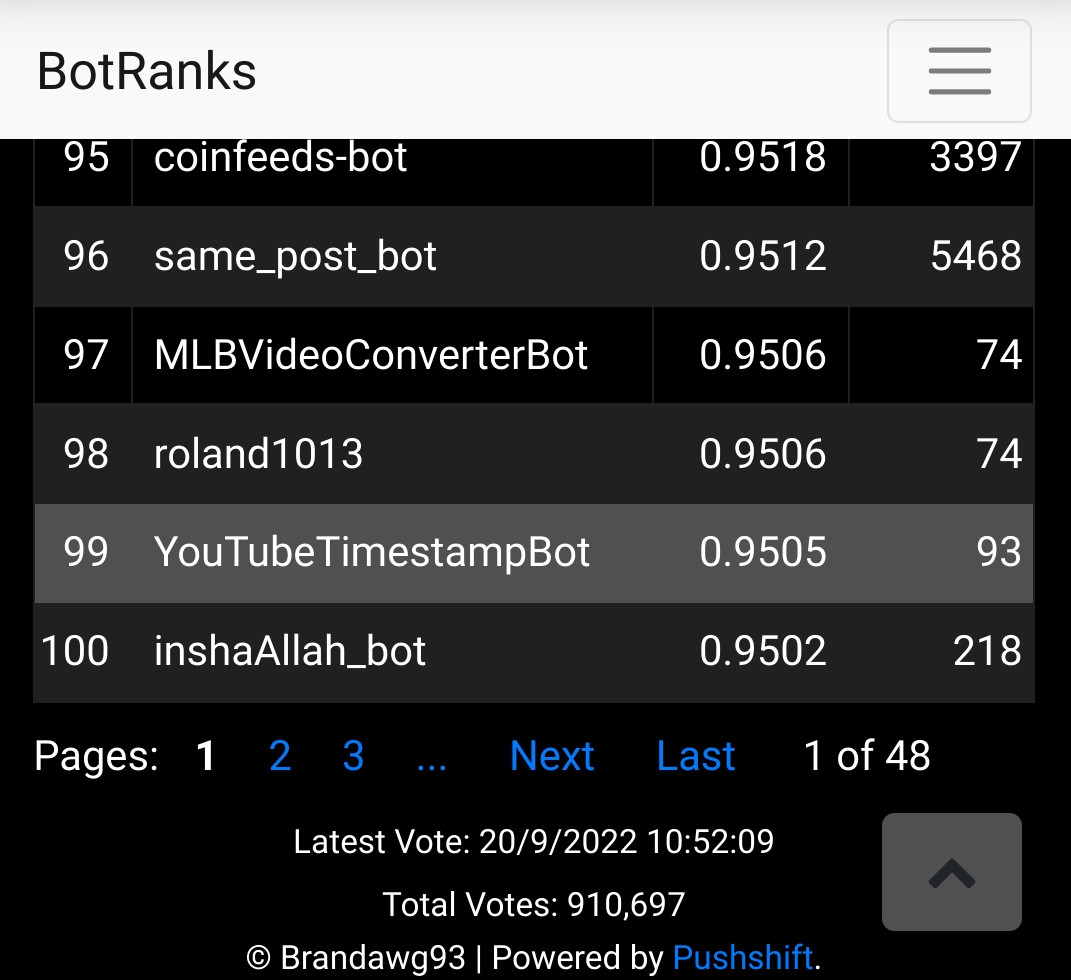 BotRanks
95 coinfeeds-bot 0.9518 3397
96 same_post_bot 0.9512 5468
97 MLBVideoConverterBot 0.9506 74
98 roland1013 0.9506 74
99 YouTubeTimestampBot 0.9505 93
100 inshaAllah_bot 0.9502 218
Pages: 1 2 3 ... Next Last 1 of 48
Latest Vote: 20/9/2022 10:52:09
Total Votes: 910,697
© Brandawg93 | Powered by Pushshift.